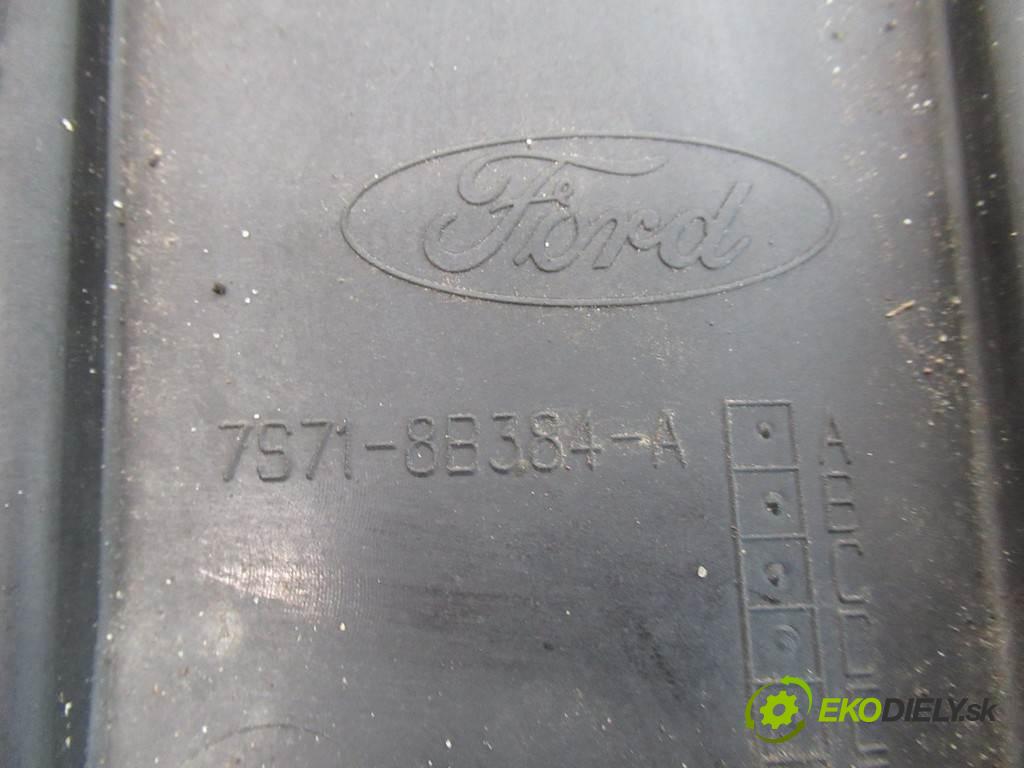 Ford
7S71-8B384-A
A
B
C
EKODIELY.sk